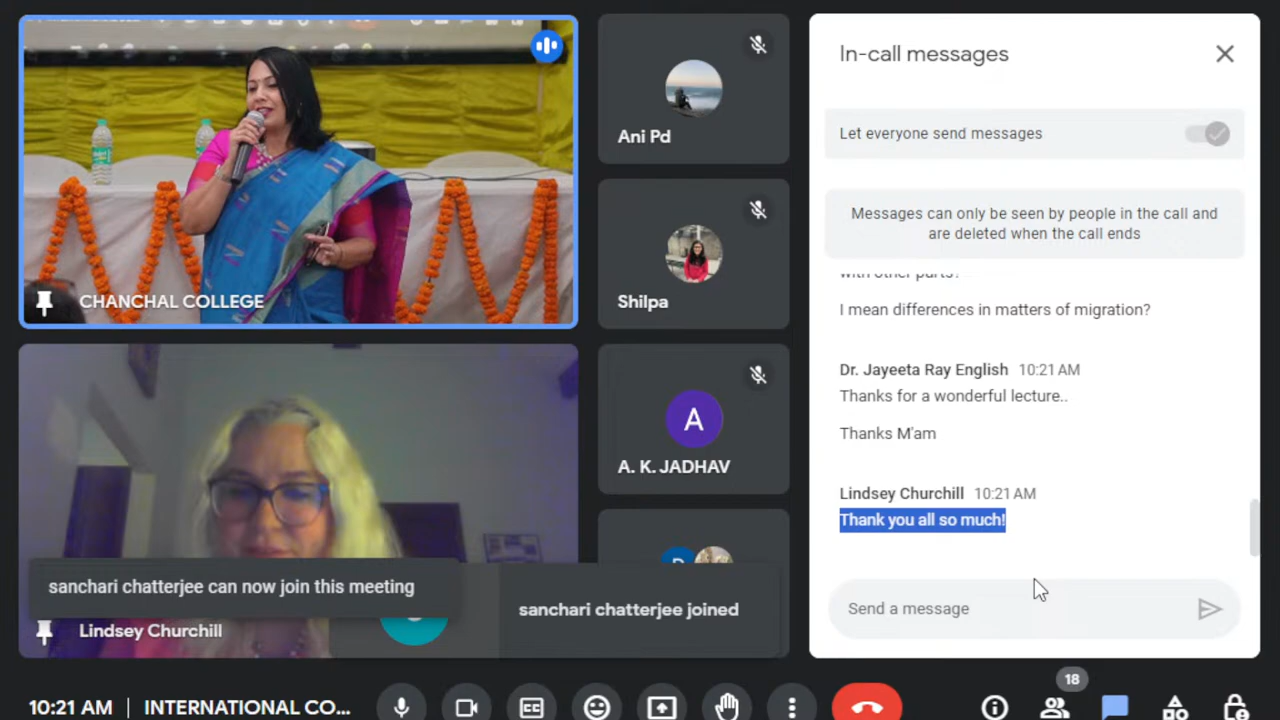 CHANCHAL COLLEGE
Ani Pd
Shilpa
A
A. K. JADHAV
sanchari chatterjee can now join this meeting
sanchari chatterjee joined
Lindsey Churchill
In-call messages
Let everyone send messages
Messages can only be seen by people in the call and
are deleted when the call ends
with other parts?
I mean differences in matters of migration?
Dr. Jayeeta Ray English 10:21 AM
Thanks for a wonderful lecture..
Thanks M'am
Lindsey Churchill 10:21 AM
Thank you all so much!
Send a message
18
10:21 AM | INTERNATIONAL CO...